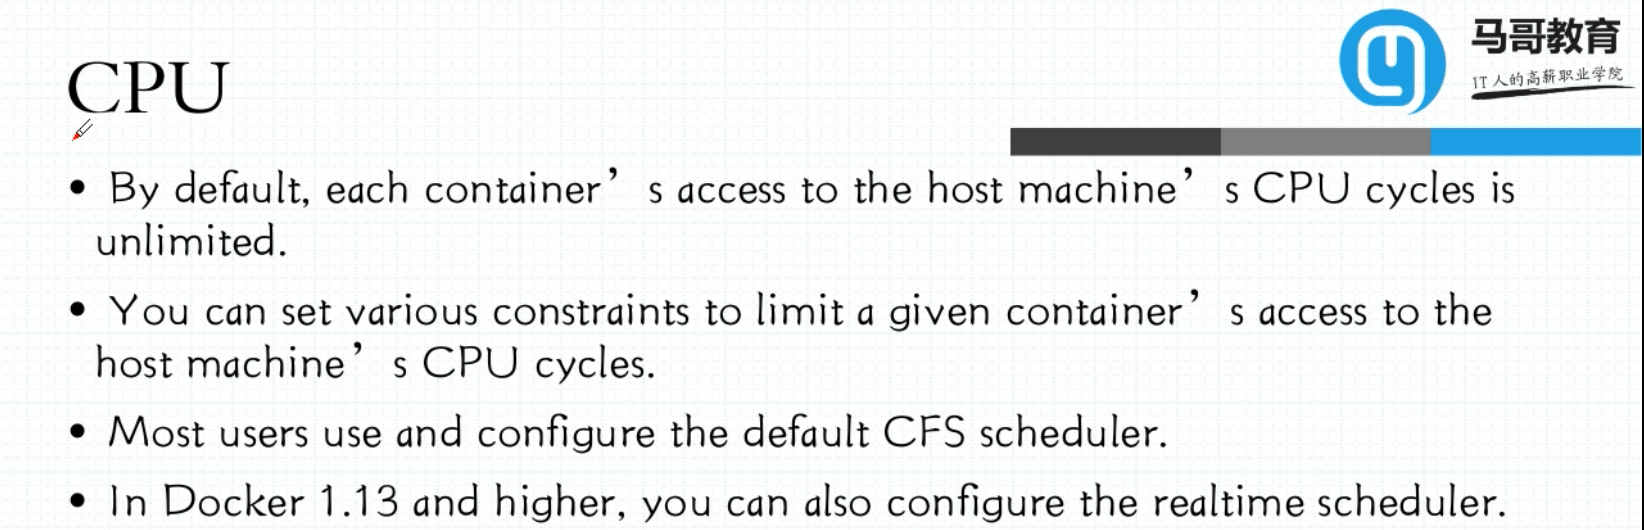 马哥教育
IT人的高薪职业学院
CPU
• By default, each container’s access to the host machine’s CPU cycles is
unlimited.
• You can set various constraints to limit a given container’s access to the
host machine’s CPU cycles.
• Most users use and configure the default CFS scheduler.
• In Docker 1.13 and higher, you can also configure the realtime scheduler.